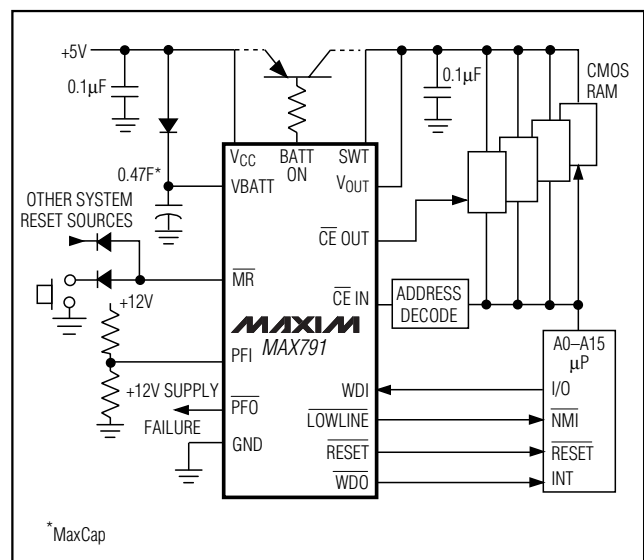 +5V
0.1µF
0.1µF
CMOS
RAM
0.47F*
VCC
BATT
ON
SWT
VBATT
VOUT
OTHER SYSTEM
RESET SOURCES
CE OUT
MR
CE IN
ADDRESS
DECODE
+12V
MAXIM
MAX791
A0–A15
µP
PFI
+12V SUPPLY
FAILURE
PFO
GND
WDI
I/O
LOWLINE
NMI
RESET
RESET
WDO
INT
*MaxCap